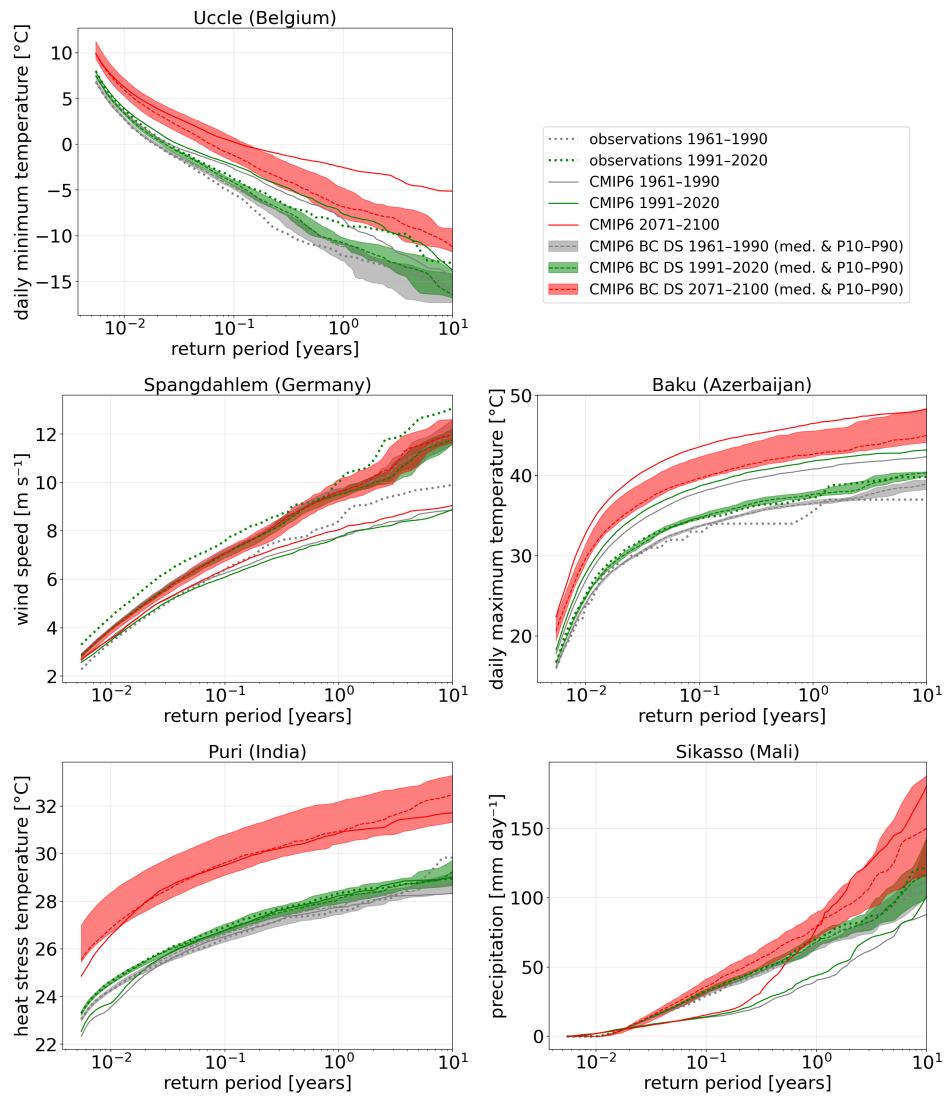 Uccle (Belgium)
daily minimum temperature [°C]
10
5
0
−5
−10
−15
10⁻² 10⁻¹ 10⁰ 10¹
return period [years]
observations 1961–1990
observations 1991–2020
CMIP6 1961–1990
CMIP6 1991–2020
CMIP6 2071–2100
CMIP6 BC DS 1961–1990 (med. & P10–P90)
CMIP6 BC DS 1991–2020 (med. & P10–P90)
CMIP6 BC DS 2071–2100 (med. & P10–P90)
Spangdahlem (Germany)
wind speed [m s⁻¹]
12
10
8
6
4
2
10⁻² 10⁻¹ 10⁰ 10¹
return period [years]
Baku (Azerbaijan)
daily maximum temperature [°C]
50
40
30
20
10⁻² 10⁻¹ 10⁰ 10¹
return period [years]
Puri (India)
heat stress temperature [°C]
32
30
28
26
24
22
10⁻² 10⁻¹ 10⁰ 10¹
return period [years]
Sikasso (Mali)
precipitation [mm day⁻¹]
150
100
50
0
10⁻² 10⁻¹ 10⁰ 10¹
return period [years]